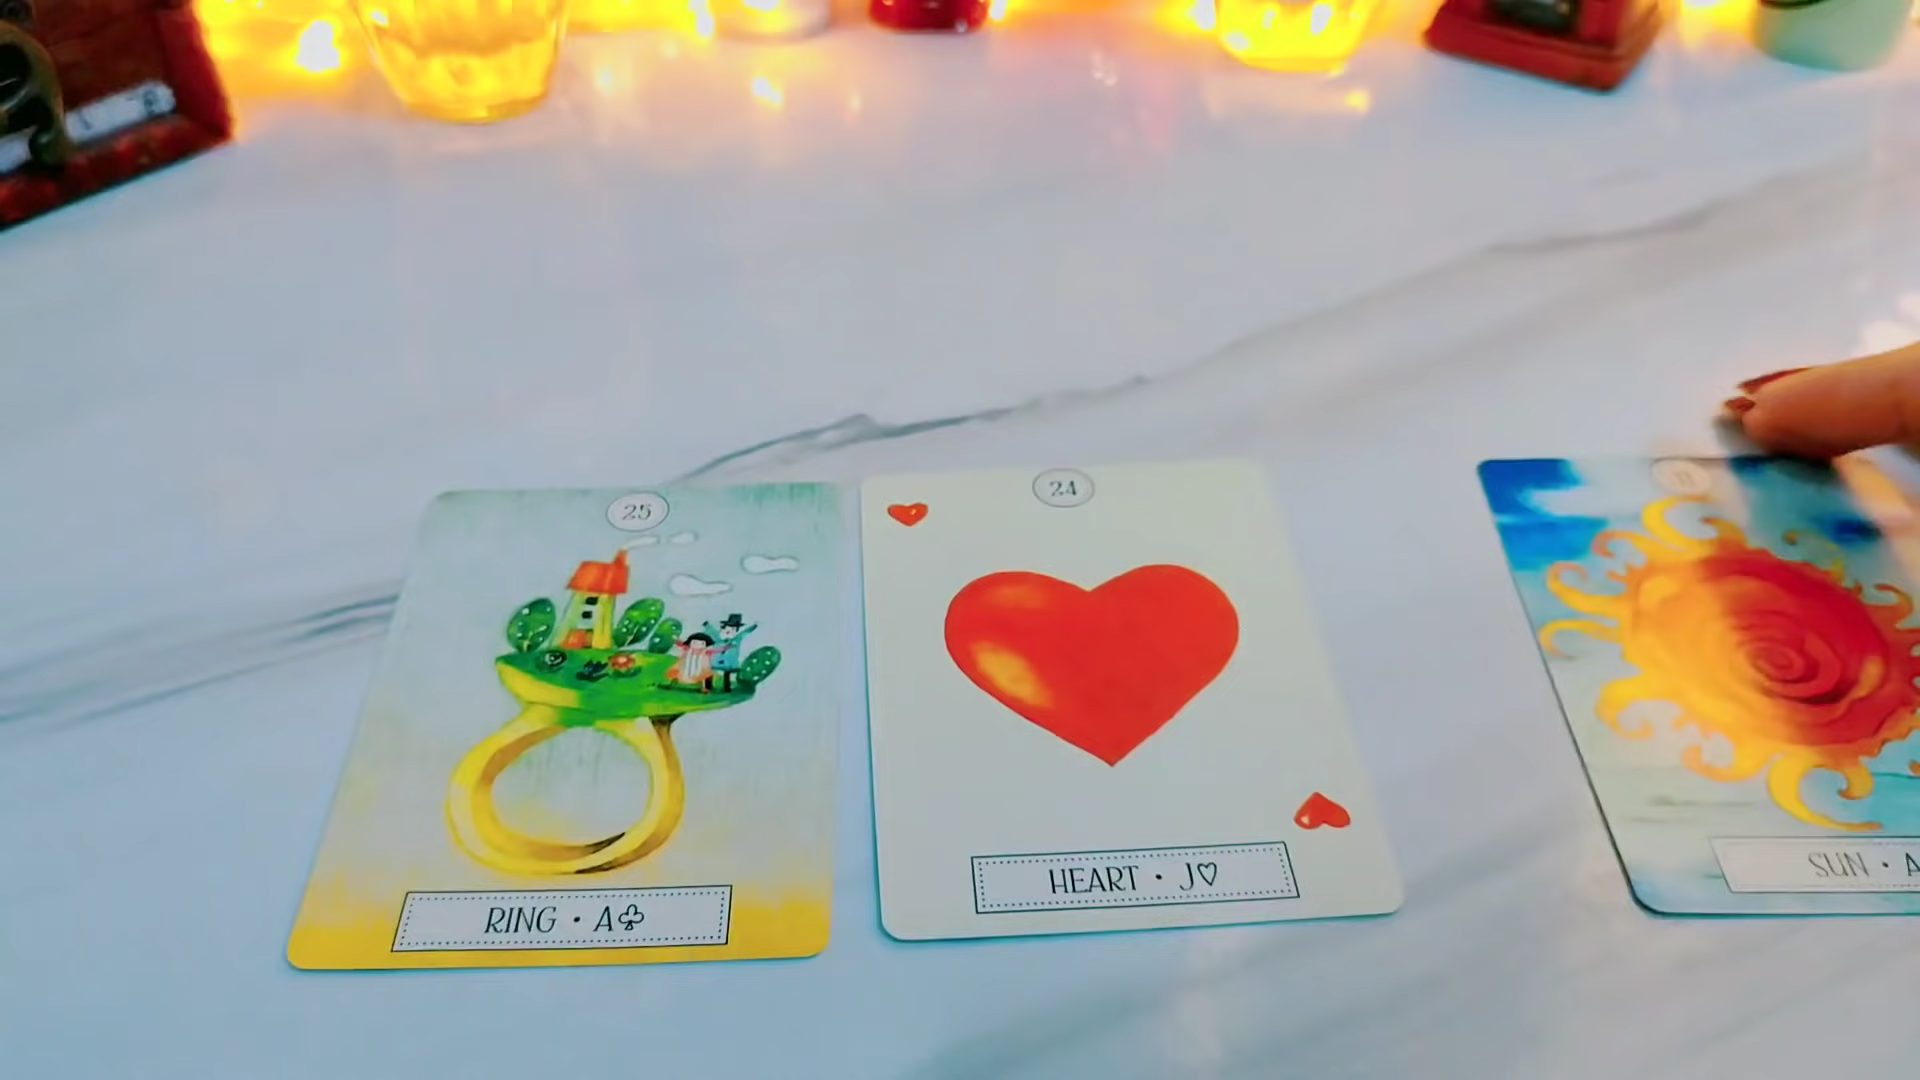 25
RING • A♣
24
HEART • J♡
SUN • A